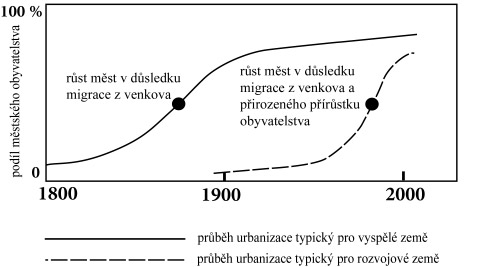 100 %
podíl městského obyvatelstva
růst měst v důsledku
migrace z venkova
růst měst v důsledku
migrace z venkova a
přirozeného přírůstku
obyvatelstva
0
1800
1900
2000
průběh urbanizace typický pro vyspělé země
průběh urbanizace typický pro rozvojové země